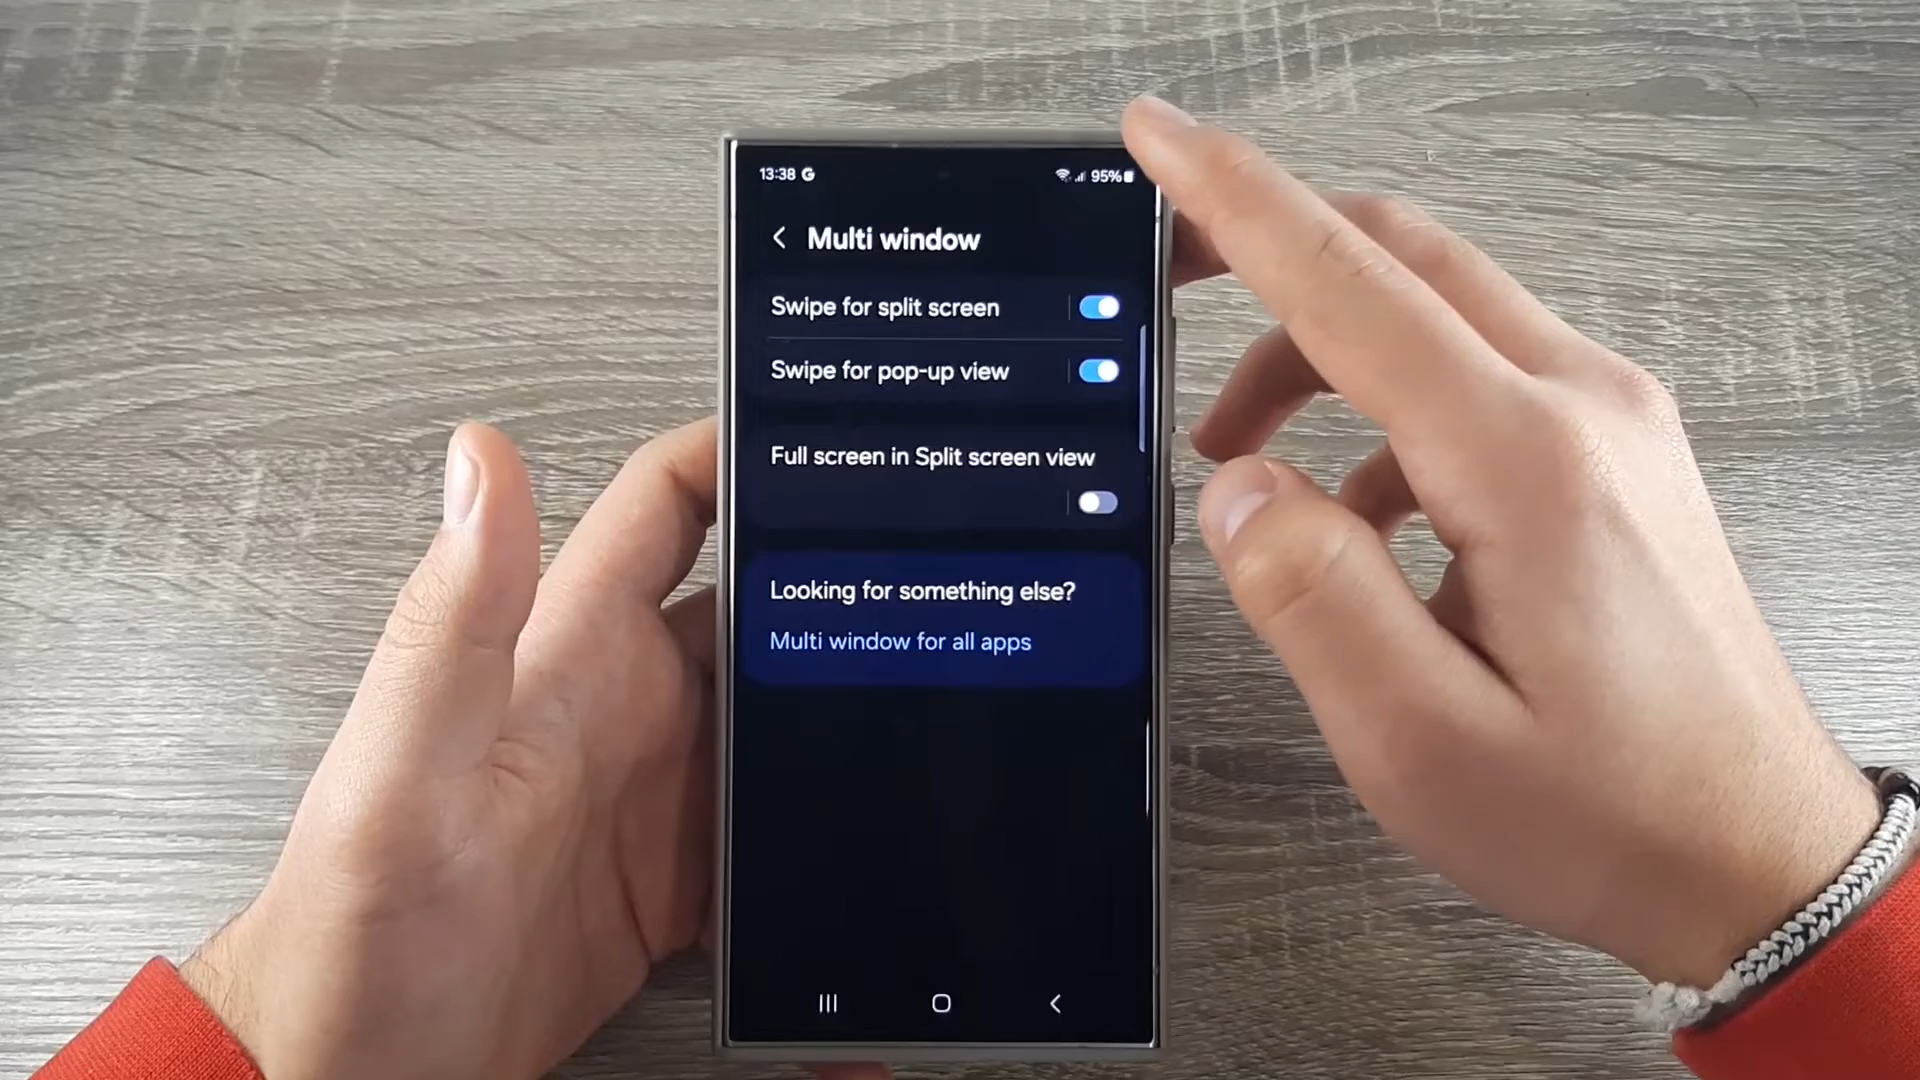 13:38 G
95%
Multi window
Swipe for split screen
Swipe for pop-up view
Full screen in Split screen view
Looking for something else?
Multi window for all apps